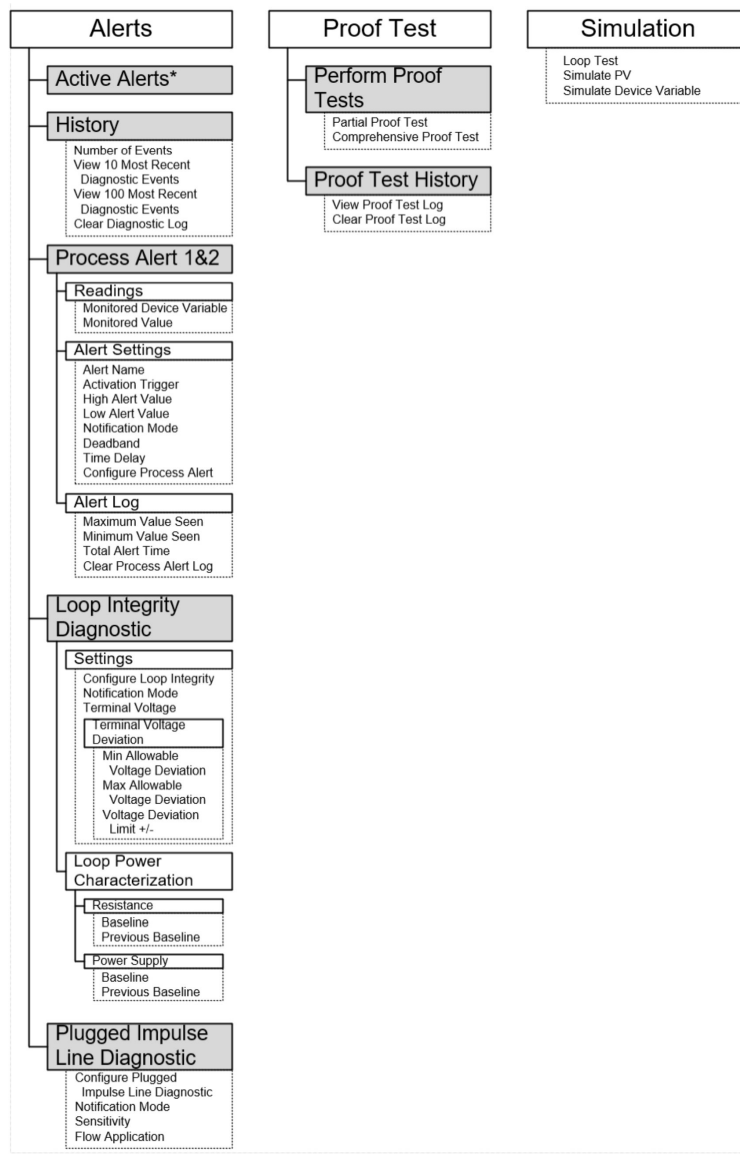 Alerts
Active Alerts*
History
Number of Events
View 10 Most Recent
Diagnostic Events
View 100 Most Recent
Diagnostic Events
Clear Diagnostic Log
Process Alert 1&2
Readings
Monitored Device Variable
Monitored Value
Alert Settings
Alert Name
Activation Trigger
High Alert Value
Low Alert Value
Notification Mode
Deadband
Time Delay
Configure Process Alert
Alert Log
Maximum Value Seen
Minimum Value Seen
Total Alert Time
Clear Process Alert Log
Loop Integrity
Diagnostic
Settings
Configure Loop Integrity
Notification Mode
Terminal Voltage
Terminal Voltage
Deviation
Min Allowable
Voltage Deviation
Max Allowable
Voltage Deviation
Voltage Deviation
Limit +/-
Loop Power
Characterization
Resistance
Baseline
Previous Baseline
Power Supply
Baseline
Previous Baseline
Plugged Impulse
Line Diagnostic
Configure Plugged
Impulse Line Diagnostic
Notification Mode
Sensitivity
Flow Application
Proof Test
Perform Proof
Tests
Partial Proof Test
Comprehensive Proof Test
Proof Test History
View Proof Test Log
Clear Proof Test Log
Simulation
Loop Test
Simulate PV
Simulate Device Variable